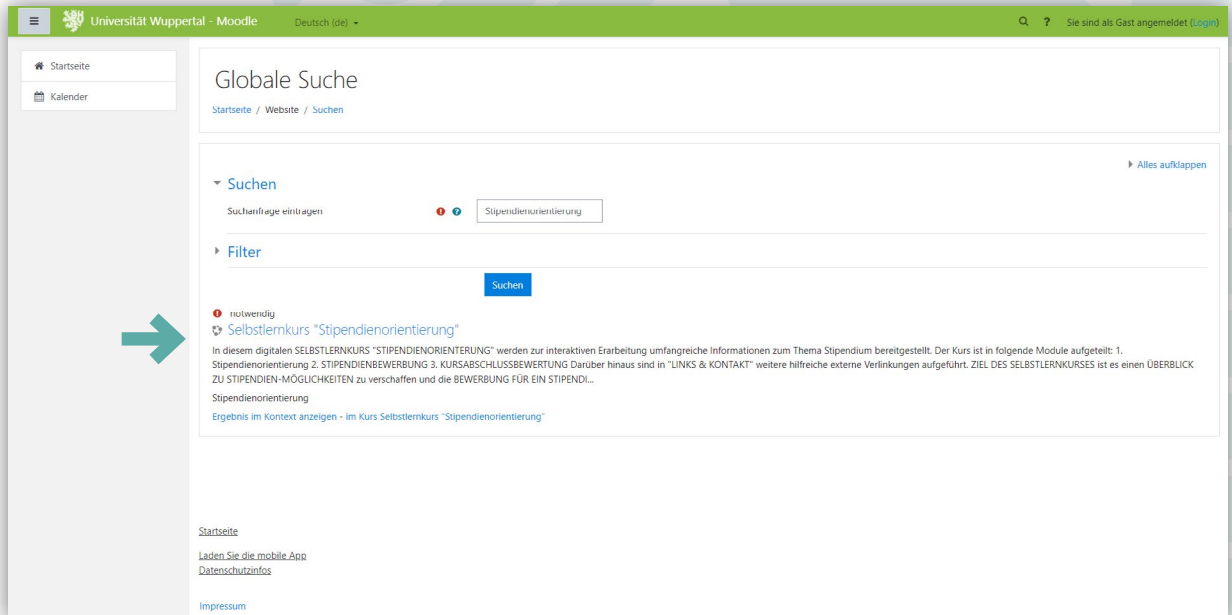 Universität Wuppertal - Moodle Deutsch (de) ? Sie sind als Gast angemeldet (Login)
Startseite
Kalender
Globale Suche
Startseite / Website / Suchen
Alles aufklappen
Suchen
Suchanfrage eintragen Stipendienorientierung
Filter
Suchen
notwendig
Selbstlernkurs "Stipendienorientierung"
In diesem digitalen SELBSTLERNKURS "STIPENDIENORIENTERUNG" werden zur interaktiven Erarbeitung umfangreiche Informationen zum Thema Stipendium bereitgestellt. Der Kurs ist in folgende Module aufgeteilt: 1.
Stipendienorientierung 2. STIPENDIENBEWERBUNG 3. KURSABSCHLUSSBEWERTUNG Darüber hinaus sind in "LINKS & KONTAKT" weitere hilfreiche externe Verlinkungen aufgeführt. ZIEL DES SELBSTLERNKURSES ist es einen ÜBERBLICK
ZU STIPENDIEN-MÖGLICHKEITEN zu verschaffen und die BEWERBUNG FÜR EIN STIPENDI...
Stipendienorientierung
Ergebnis im Kontext anzeigen - im Kurs Selbstlernkurs "Stipendienorientierung"
Startseite
Laden Sie die mobile App
Datenschutzinfos
Impressum